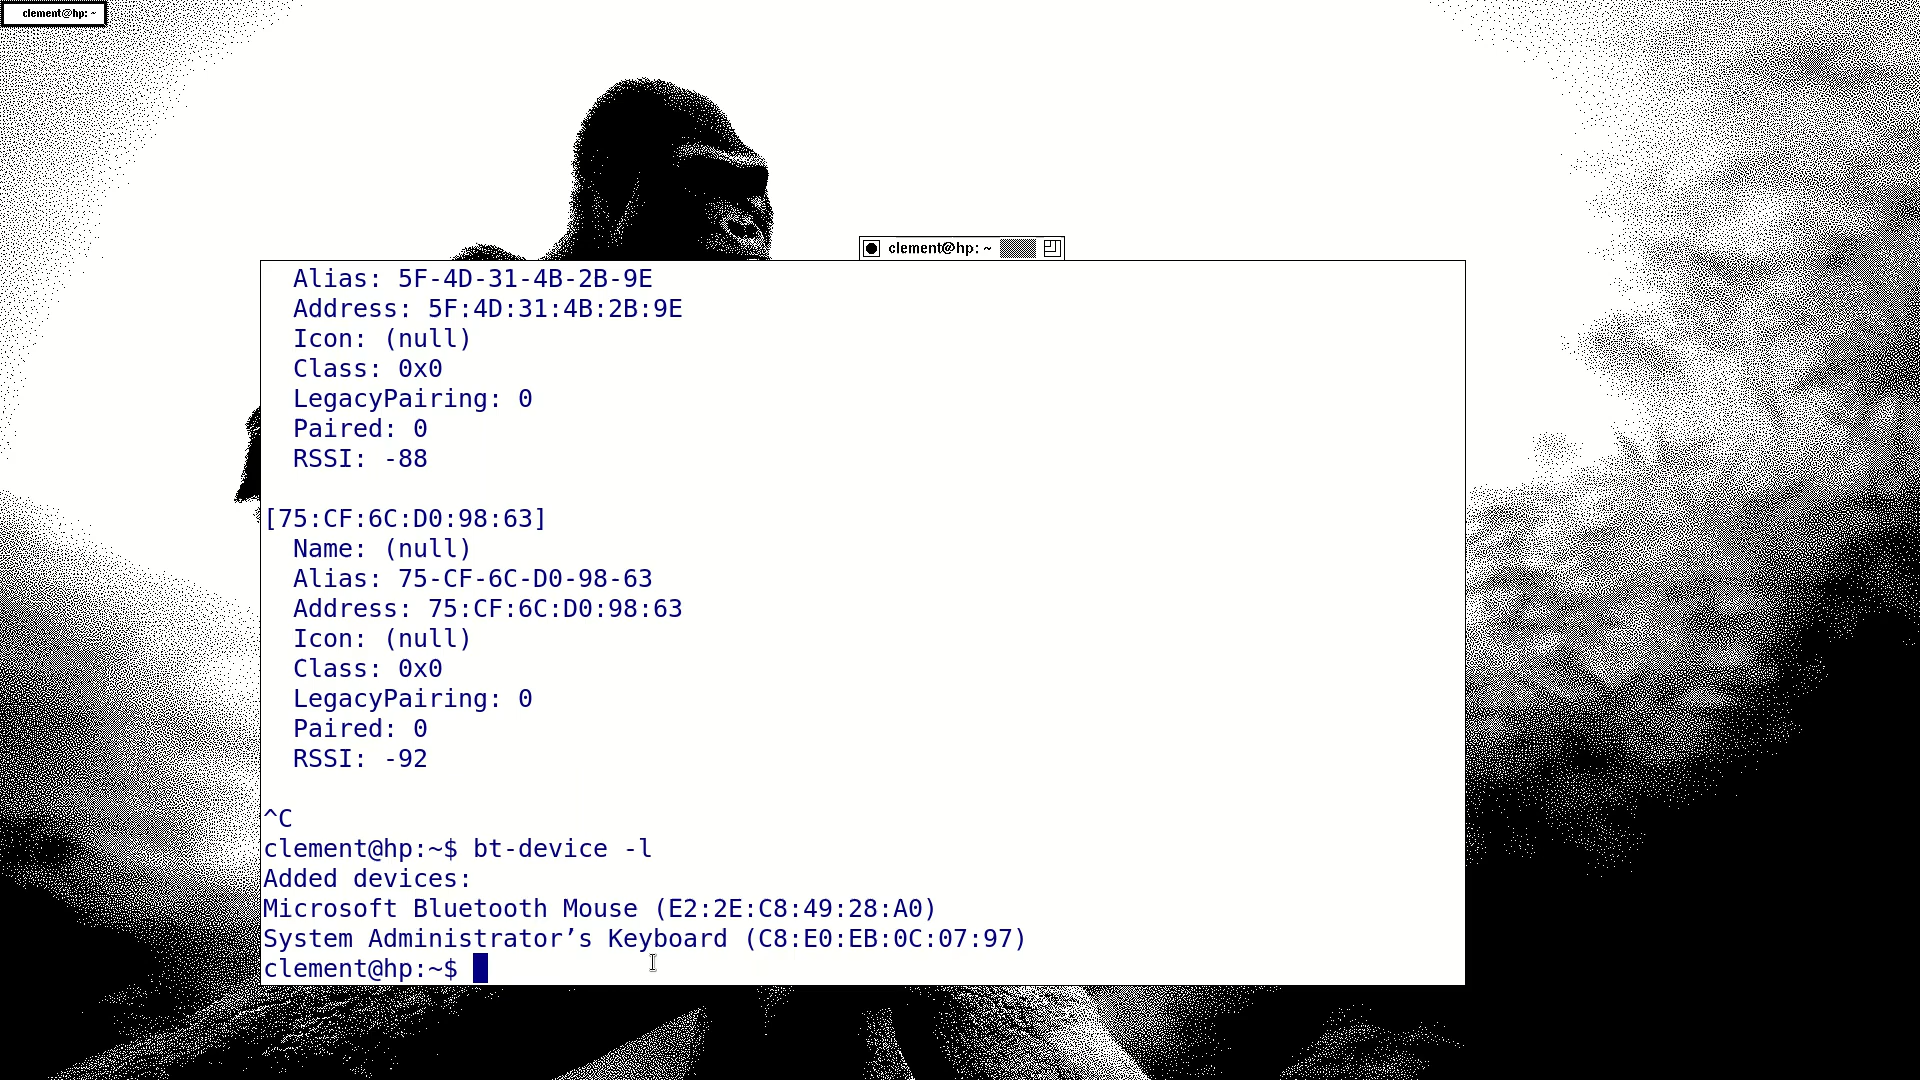 clement@hp: ~
clement@hp: ~
Alias: 5F-4D-31-4B-2B-9E
Address: 5F:4D:31:4B:2B:9E
Icon: (null)
Class: 0x0
LegacyPairing: 0
Paired: 0
RSSI: -88
[75:CF:6C:D0:98:63]
Name: (null)
Alias: 75-CF-6C-D0-98-63
Address: 75:CF:6C:D0:98:63
Icon: (null)
Class: 0x0
LegacyPairing: 0
Paired: 0
RSSI: -92
^C
clement@hp:~$ bt-device -l
Added devices:
Microsoft Bluetooth Mouse (E2:2E:C8:49:28:A0)
System Administrator’s Keyboard (C8:E0:EB:0C:07:97)
clement@hp:~$